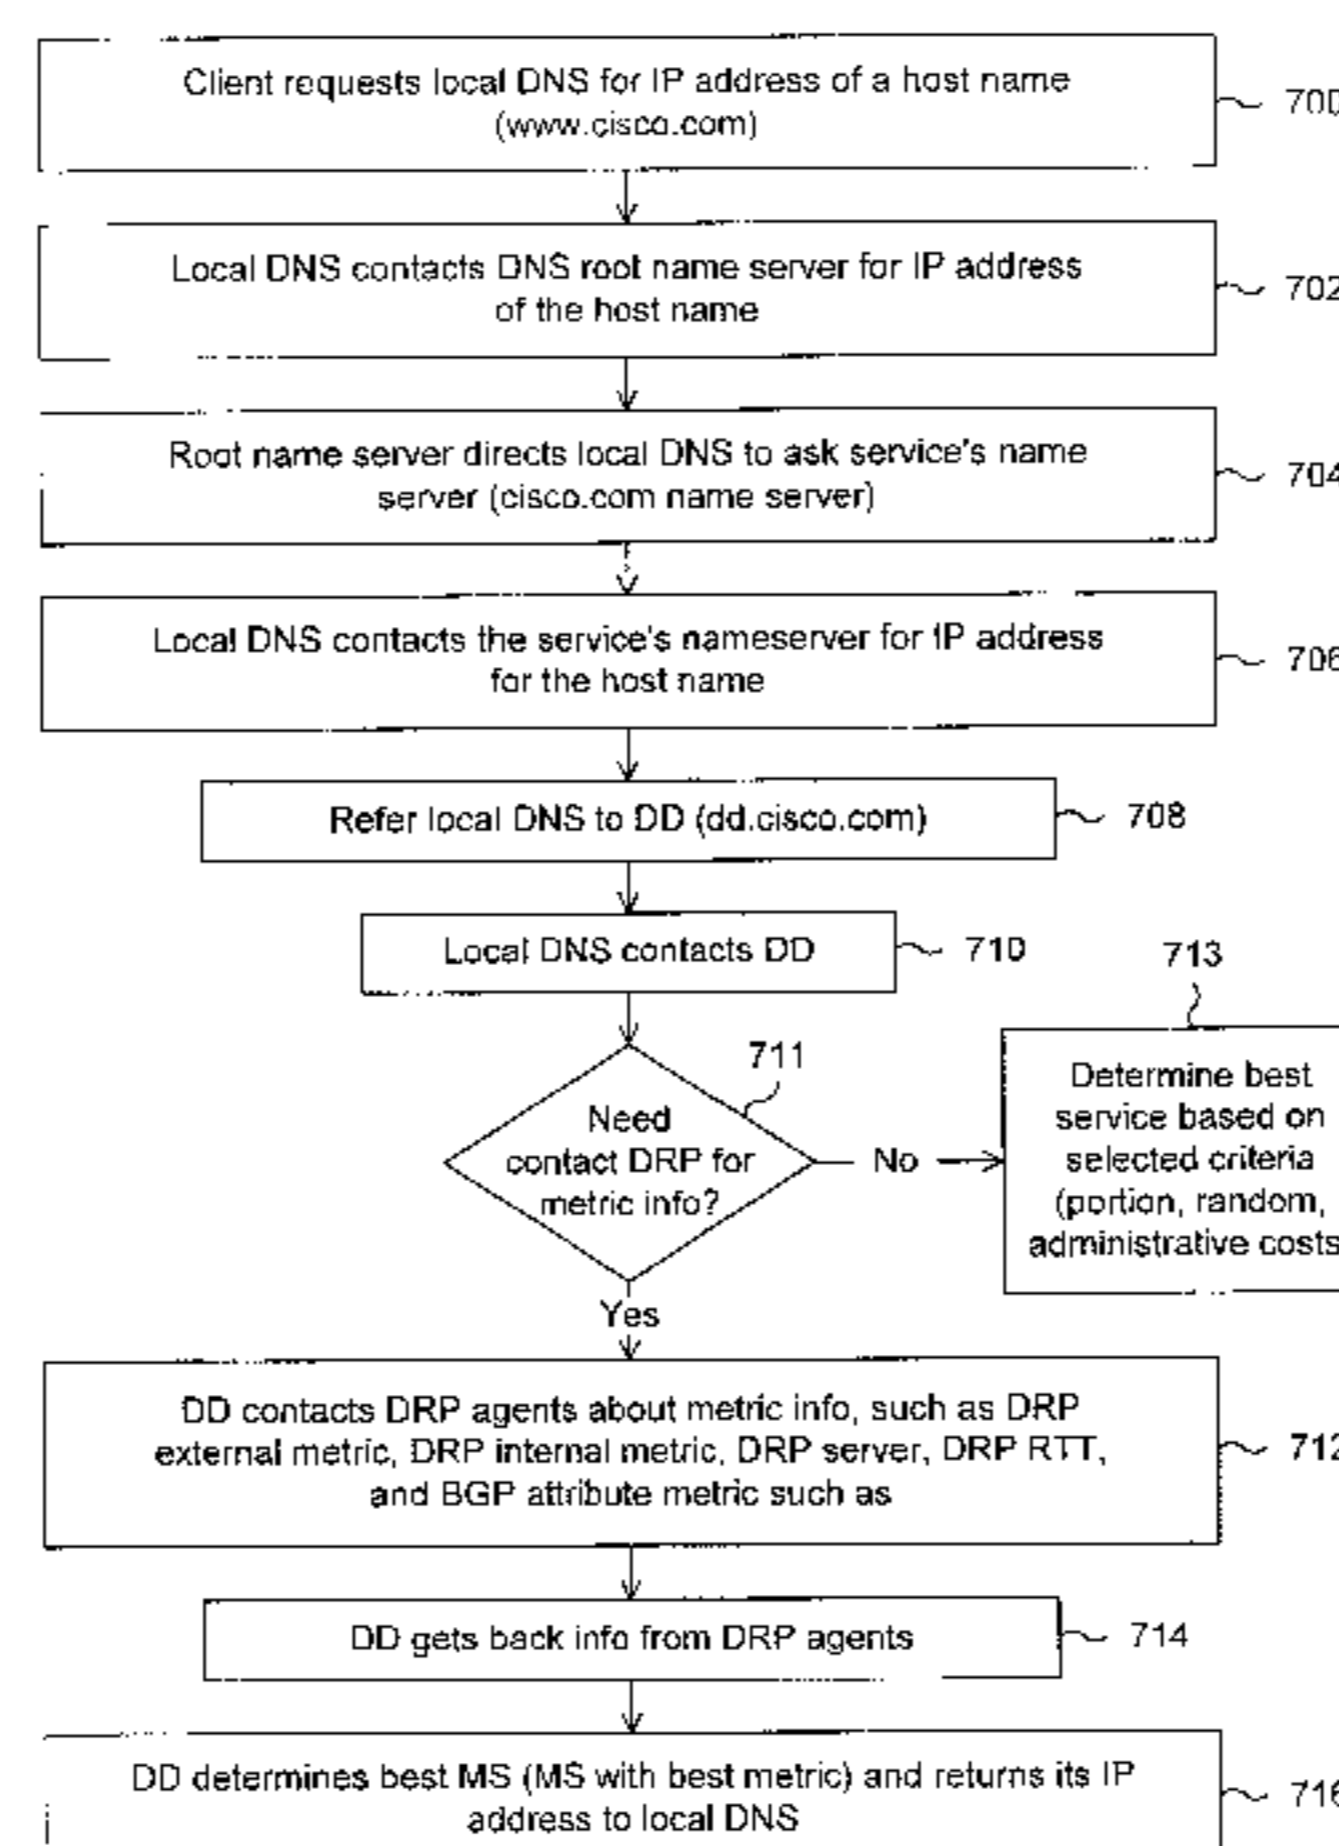 Client requests local DNS for IP address of a host name
(www.cisco.com)
700
Local DNS contacts DNS root name server for IP address
of the host name
702
Root name server directs local DNS to ask service's name
server (cisco.com name server)
704
Local DNS contacts the service's nameserver for IP address
for the host name
706
Refer local DNS to DD (dd.cisco.com)
708
Local DNS contacts DD
710
711
Need
contact DRP for
metric info?
No
713
Determine best
service based on
selected criteria
(portion, random,
administrative costs
Yes
DD contacts DRP agents about metric info, such as DRP
external metric, DRP internal metric, DRP server, DRP RTT,
and BGP attribute metric such as
712
DD gets back info from DRP agents
714
DD determines best MS (MS with best metric) and returns its IP
address to local DNS
716